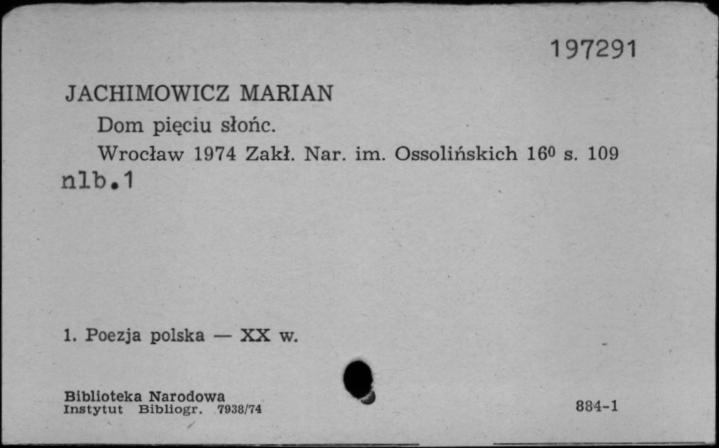 197291
JACHIMOWICZ MARIAN
Dom pięciu słońc.
Wrocław 1974 Zakł. Nar. im. Ossolińskich 16⁰ s. 109
nlb.1
1. Poezja polska — XX w.
Biblioteka Narodowa
Instytut Bibliogr. 7938/74
884-1